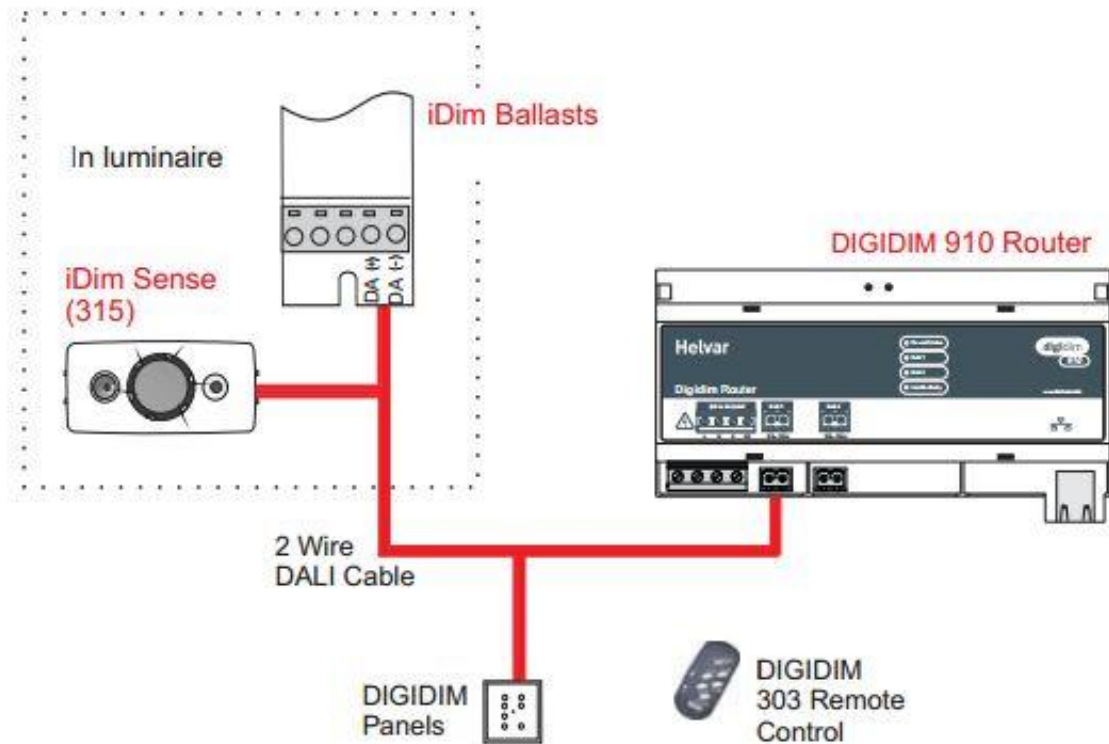 iDim Ballasts
In luminaire
DA (+)
DA (-)
iDim Sense
(315)
DIGIDIM 910 Router
Helvar
digidim
910
Digidim Router
2 Wire
DALI Cable
DIGIDIM
Panels
DIGIDIM
303 Remote
Control